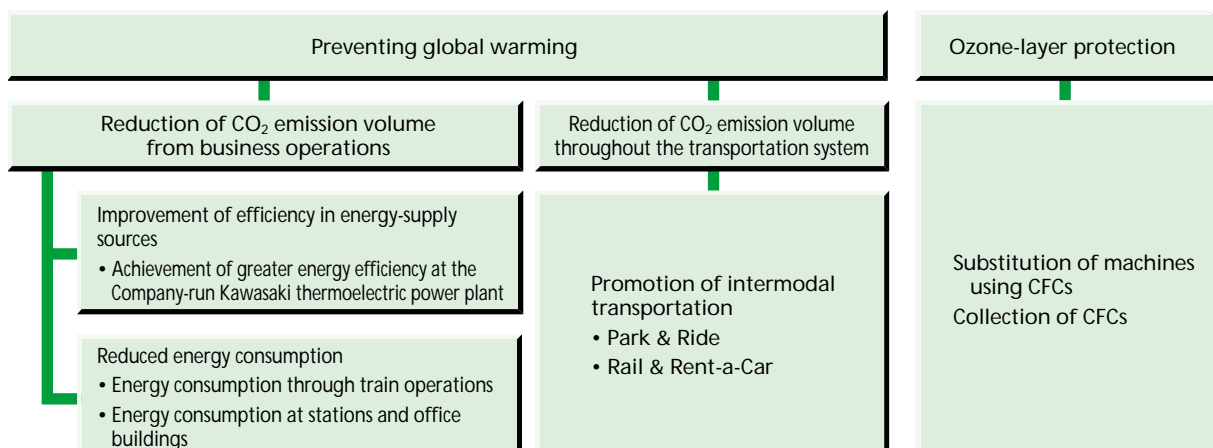 Preventing global warming
Ozone-layer protection
Reduction of CO₂ emission volume
from business operations
Reduction of CO₂ emission volume
throughout the transportation system
Improvement of efficiency in energy-supply
sources
• Achievement of greater energy efficiency at the
Company-run Kawasaki thermoelectric power plant
Reduced energy consumption
• Energy consumption through train operations
• Energy consumption at stations and office
buildings
Promotion of intermodal
transportation
• Park & Ride
• Rail & Rent-a-Car
Substitution of machines
using CFCs
Collection of CFCs